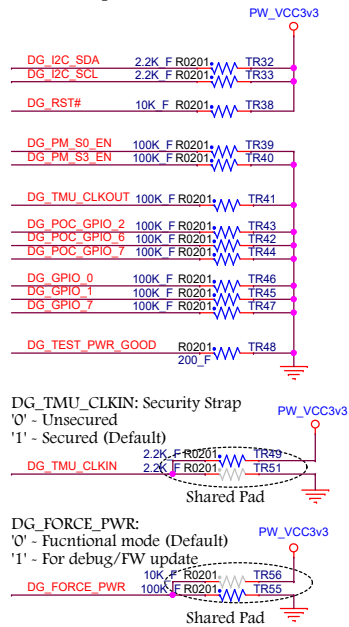 PW_VCC3v3
DG_I2C_SDA 2.2K_F R0201 TR32
DG_I2C_SCL 2.2K_F R0201 TR33
DG_RST# 10K_F R0201 TR38
DG_PM_S0_EN 100K_F R0201 TR39
DG_PM_S3_EN 100K_F R0201 TR40
DG_TMU_CLKOUT 100K_F R0201 TR41
DG_POC_GPIO_2 100K_F R0201 TR43
DG_POC_GPIO_6 100K_F R0201 TR42
DG_POC_GPIO_7 100K_F R0201 TR44
DG_GPIO_0 100K_F R0201 TR46
DG_GPIO_1 100K_F R0201 TR45
DG_GPIO_7 100K_F R0201 TR47
DG_TEST_PWR_GOOD R0201 TR48
200_F
DG_TMU_CLKIN: Security Strap
'0' - Unsecured
'1' - Secured (Default)
PW_VCC3v3
2.2K_F R0201 TR49
DG_TMU_CLKIN 2.2K_F R0201 TR51
Shared Pad
DG_FORCE_PWR:
'0' - Fucntional mode (Default)
'1' - For debug/FW update
PW_VCC3v3
10K_F R0201 TR56
DG_FORCE_PWR 100K_F R0201 TR55
Shared Pad